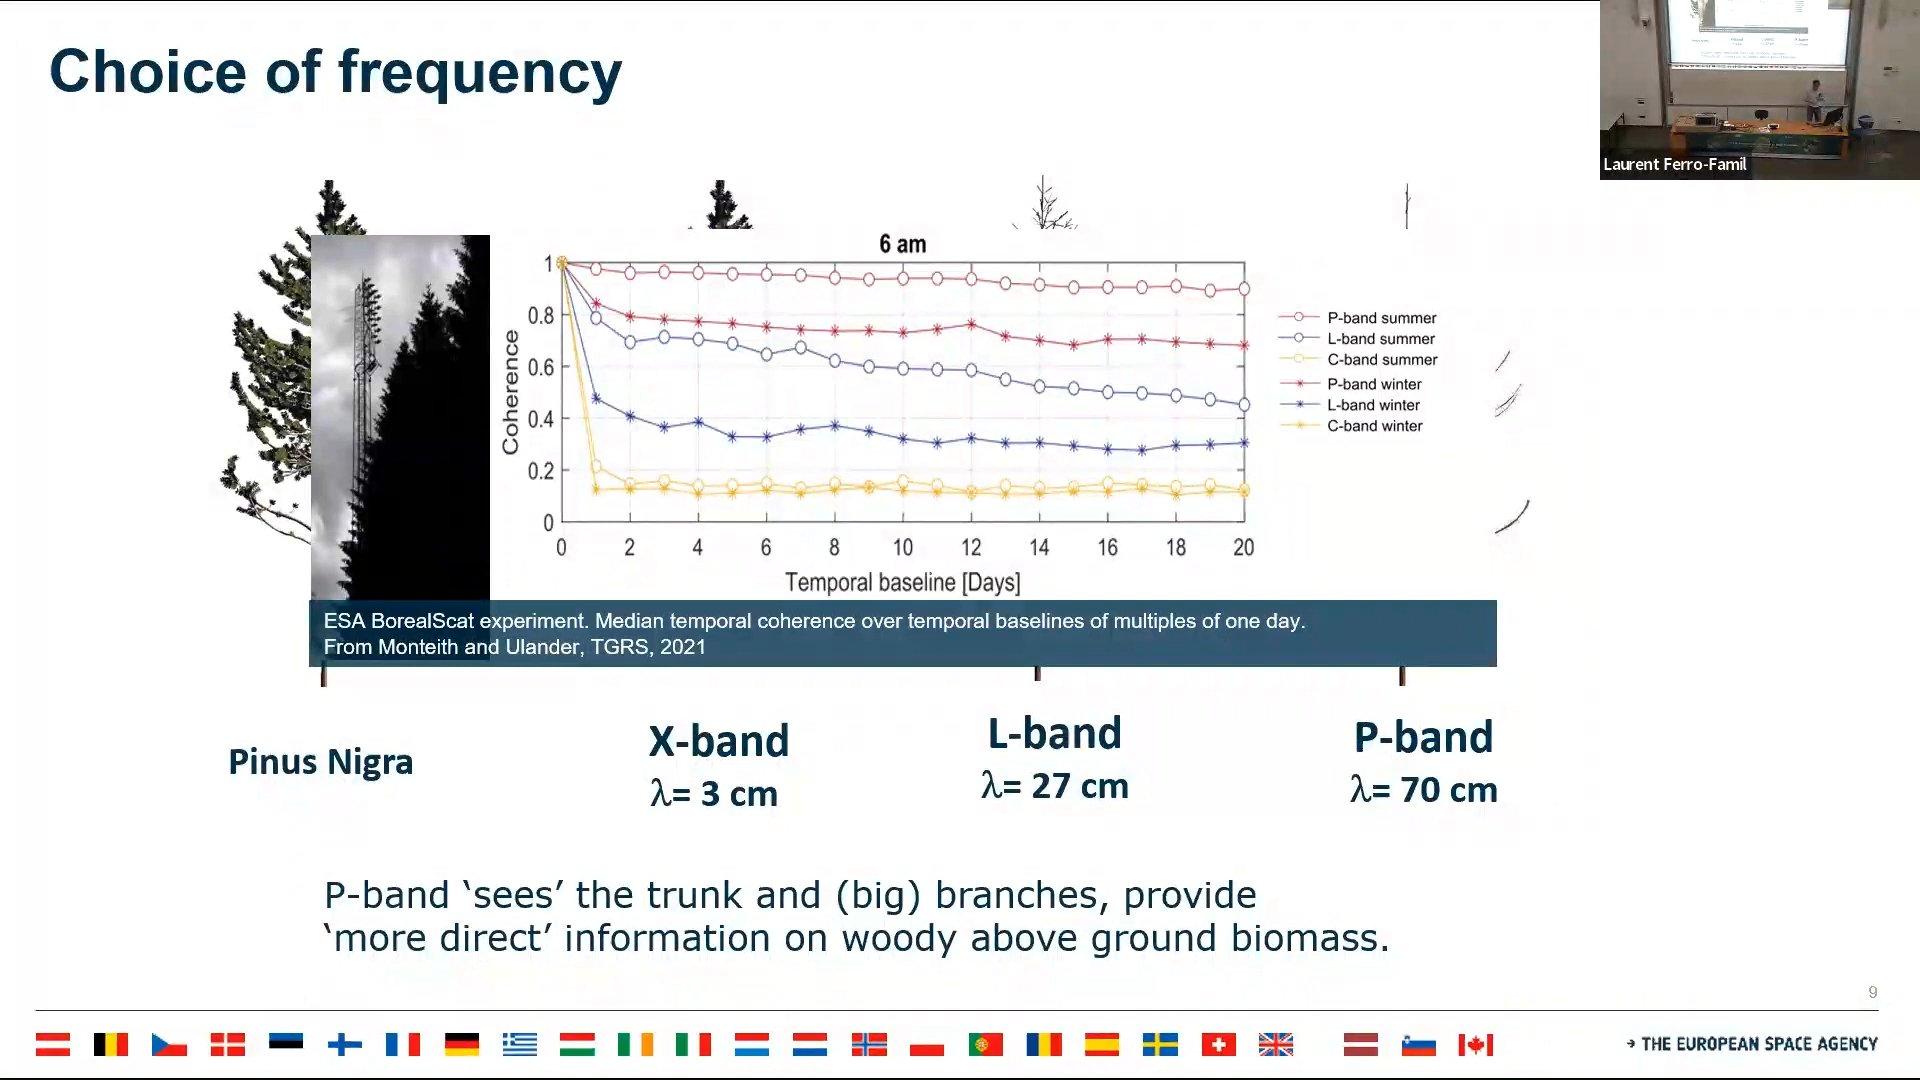 Choice of frequency
Laurent Ferro-Famil
6 am
1
0.8
0.6
0.4
0.2
0
Coherence
0 2 4 6 8 10 12 14 16 18 20
Temporal baseline [Days]
P-band summer
L-band summer
C-band summer
P-band winter
L-band winter
C-band winter
ESA BorealScat experiment. Median temporal coherence over temporal baselines of multiples of one day.
From Monteith and Ulander, TGRS, 2021
Pinus Nigra
X-band
λ= 3 cm
L-band
λ= 27 cm
P-band
λ= 70 cm
P-band ‘sees’ the trunk and (big) branches, provide
‘more direct’ information on woody above ground biomass.
9
→ THE EUROPEAN SPACE AGENCY